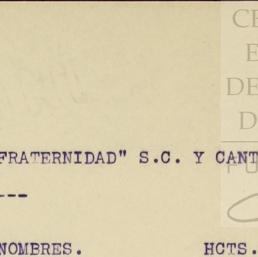 CE
E
DE
D
FRATERNIDAD" S.C. Y CANT
---
NOMBRES. HCTS.